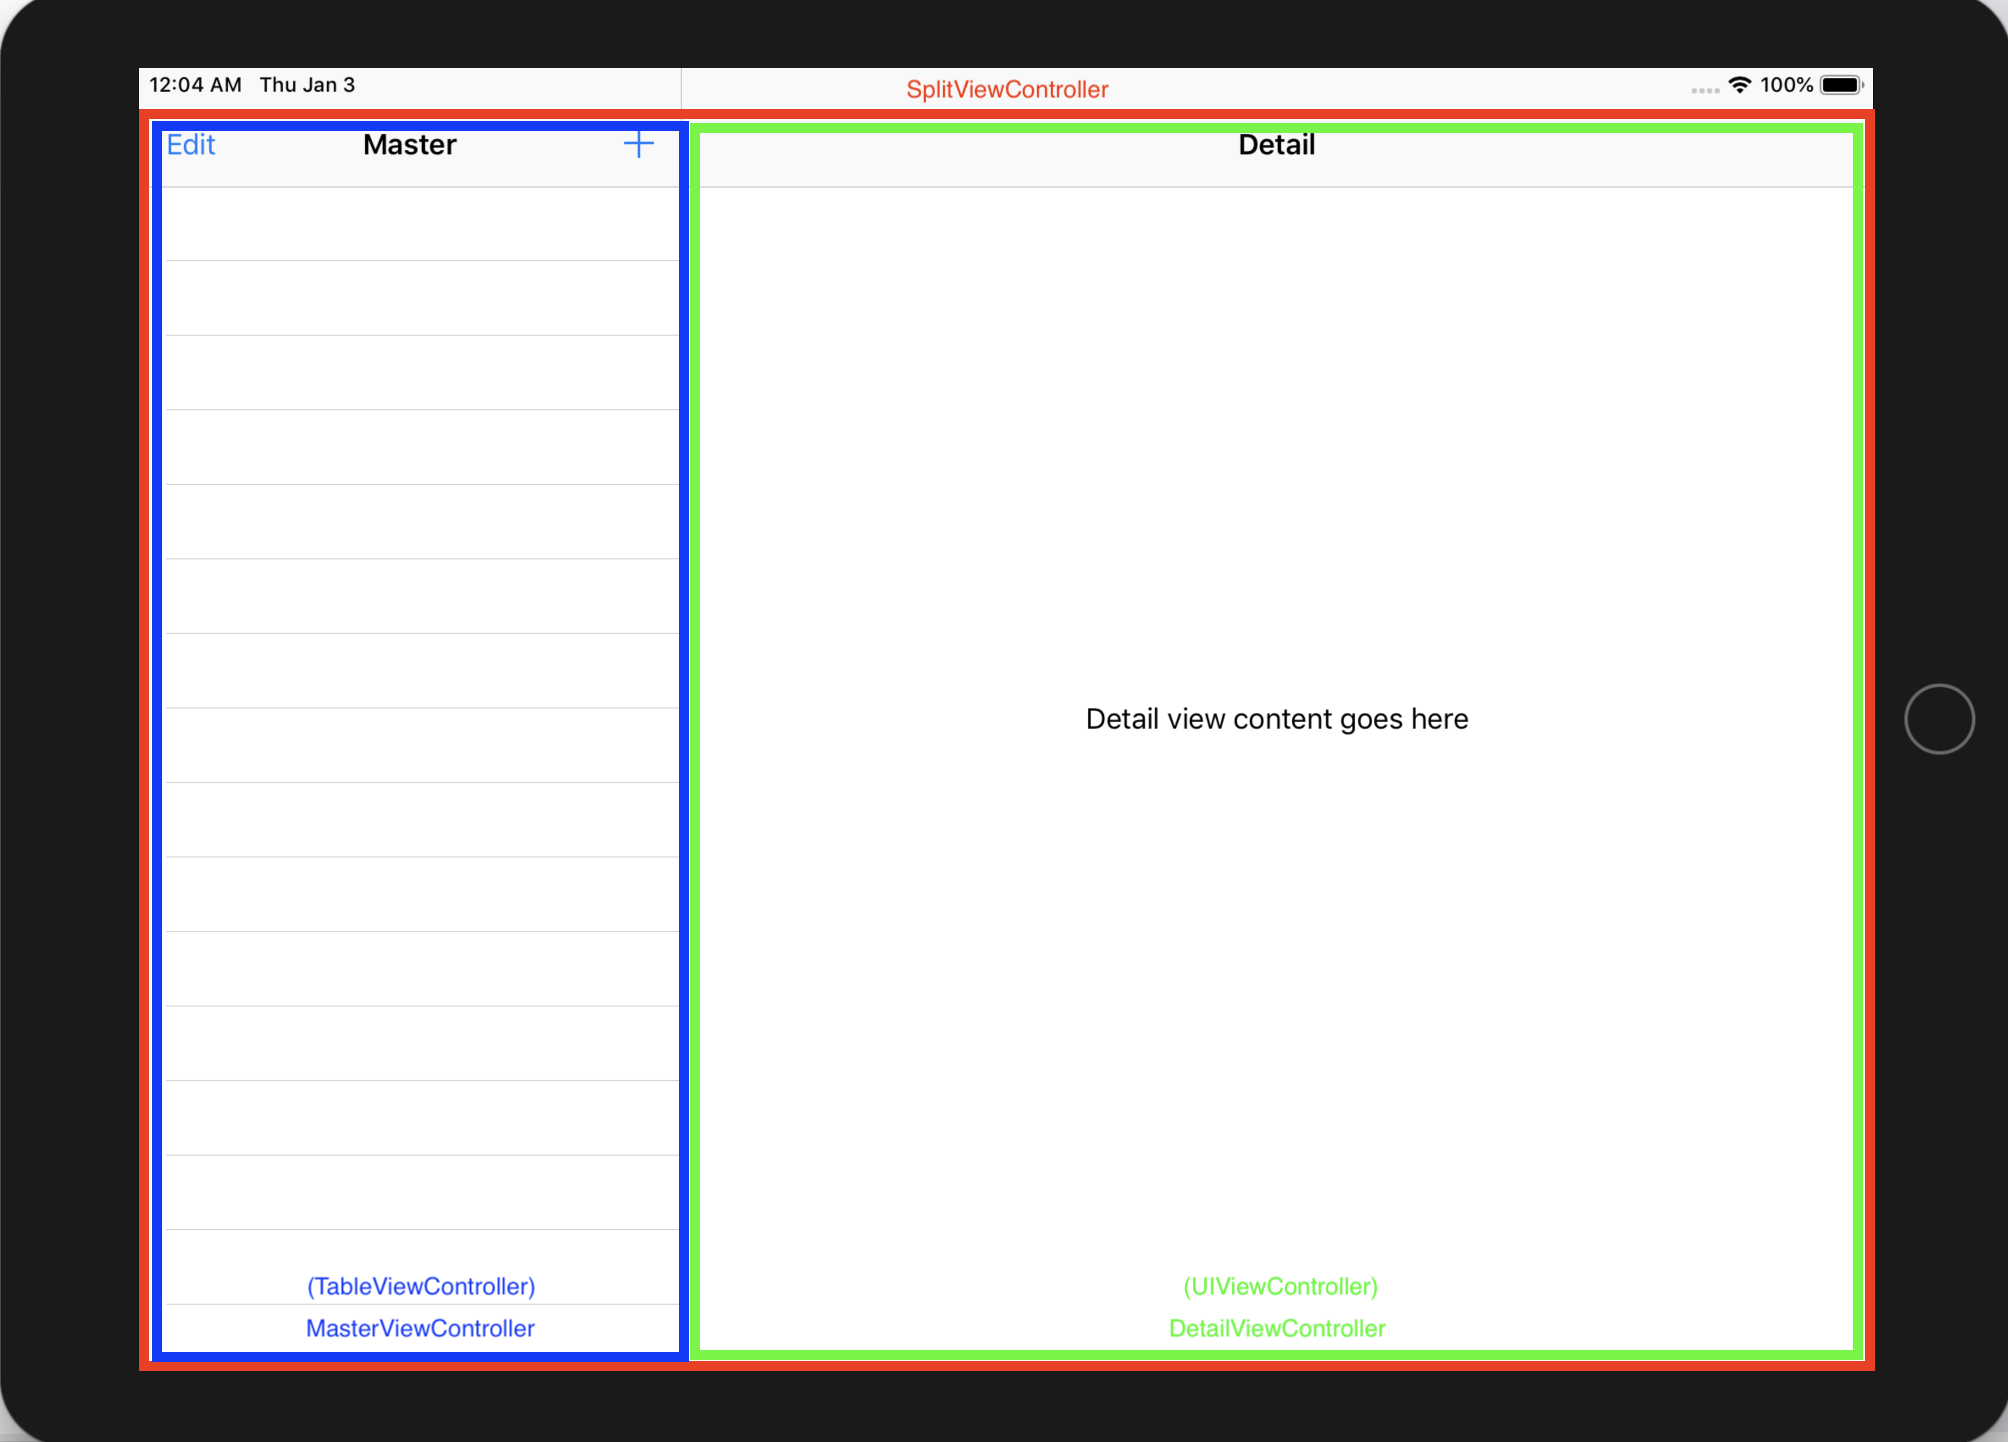 12:04 AM Thu Jan 3
SplitViewController
100%
Edit
Master
+
Detail
Detail view content goes here
(TableViewController)
MasterViewController
(UIViewController)
DetailViewController